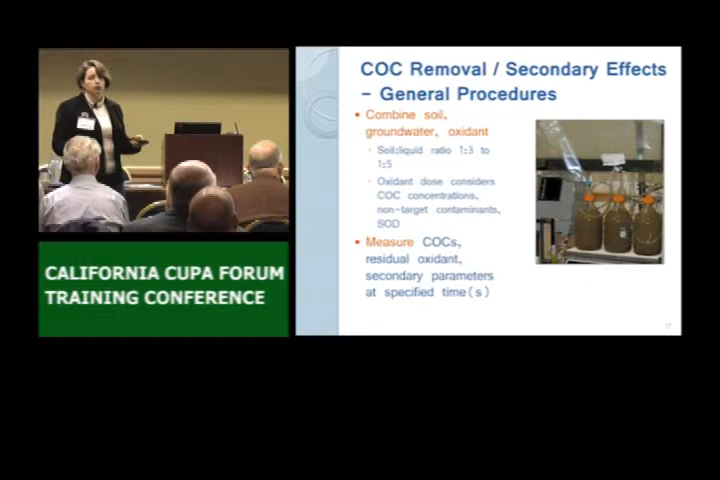 COC Removal / Secondary Effects
- General Procedures
• Combine soil,
groundwater, oxidant
Soil:liquid ratio 1:3 to
1:5
Oxidant dose considers
COC concentrations,
non-target contaminants,
SOD
• Measure COCs,
residual oxidant,
secondary parameters
at specified time(s)
17
CALIFORNIA CUPA FORUM
TRAINING CONFERENCE